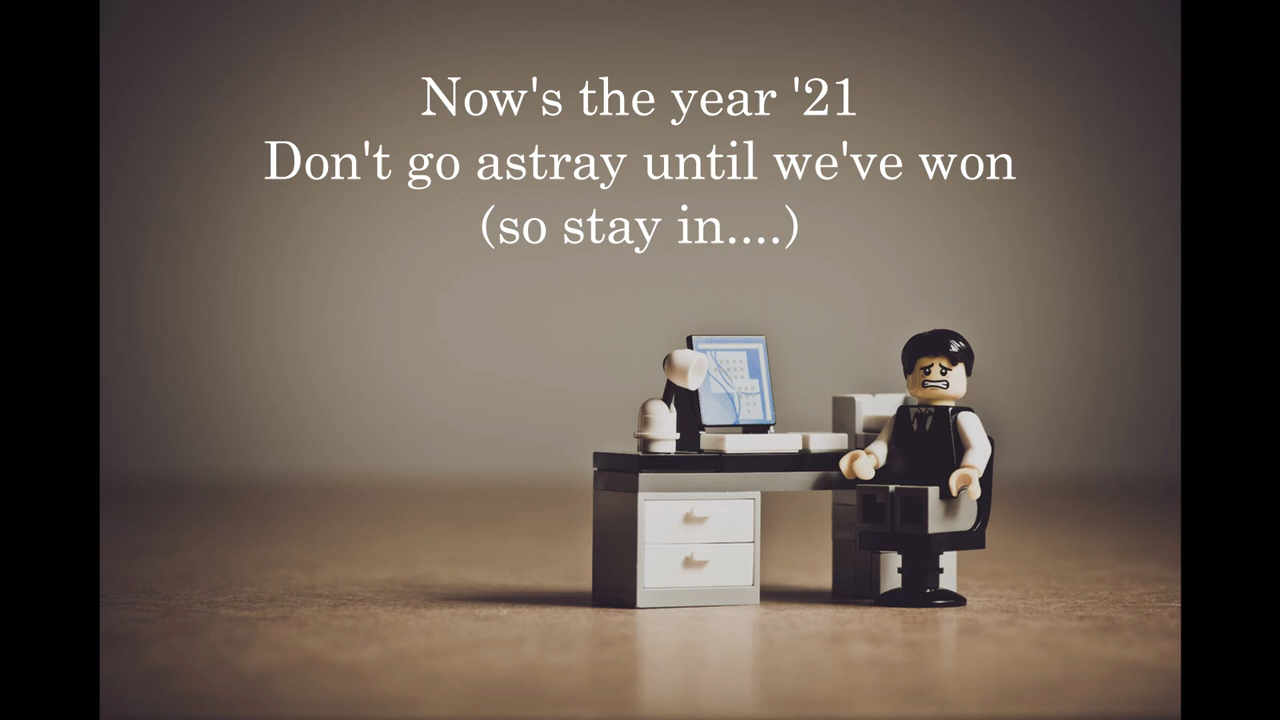 Now's the year '21
Don't go astray until we've won
(so stay in....)